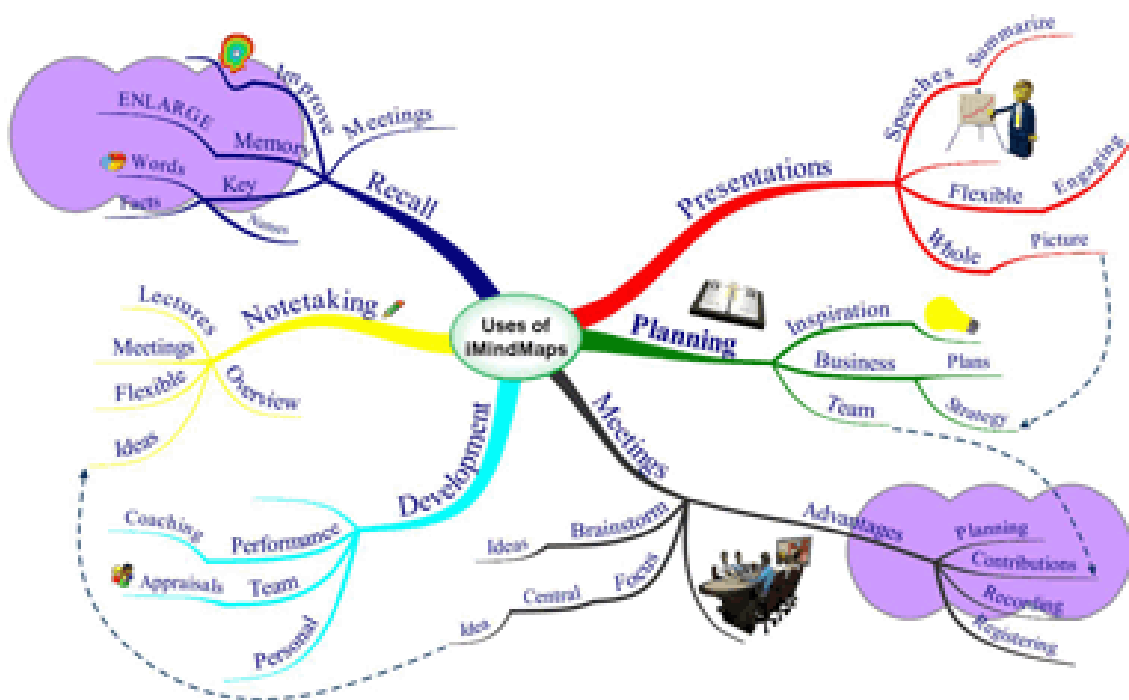 Uses of
iMindMaps
Recall
Improve
Meetings
Memory
ENLARGE
Key
Words
Facts
Names
Presentations
Speeches
Summarize
Flexible
Engaging
Whole
Picture
Planning
Inspiration
Business
Plans
Strategy
Team
Meetings
Advantages
Planning
Contributions
Recording
Registering
Brainstorm
Ideas
Focus
Central
Idea
Development
Performance
Coaching
Team
Appraisals
Personal
Notetaking
Lectures
Meetings
Flexible
Ideas
Overview